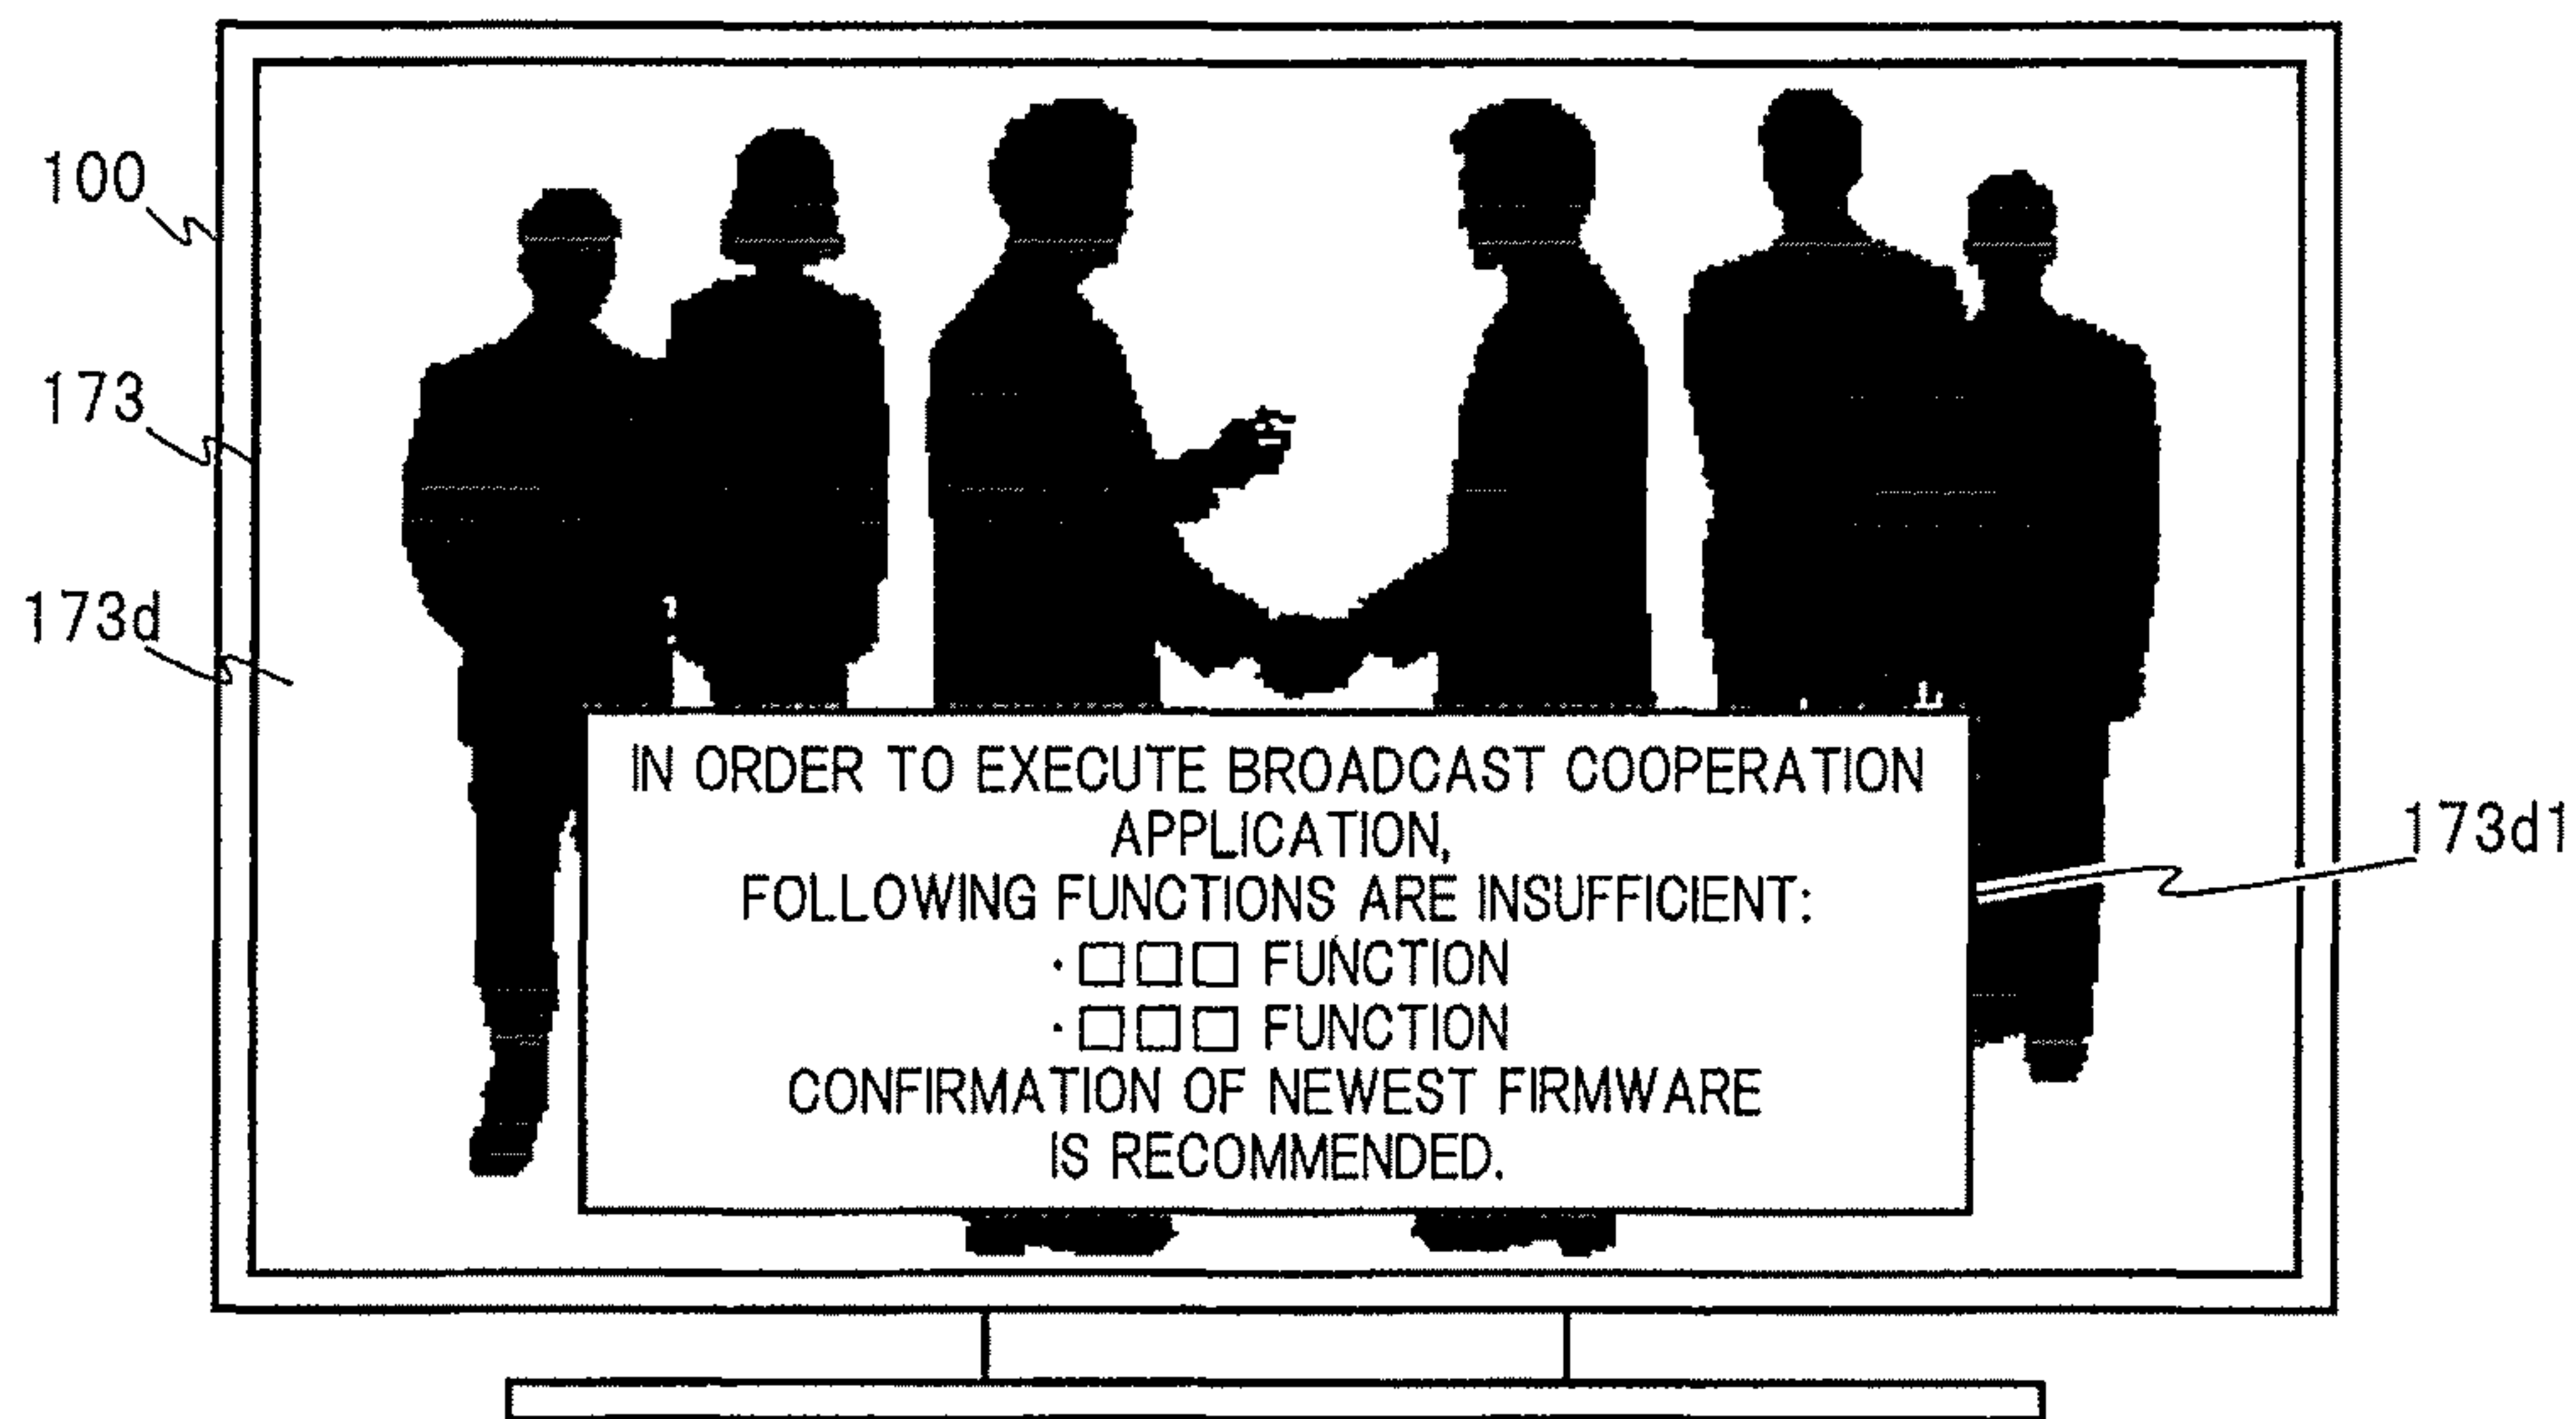 100
173
173d
IN ORDER TO EXECUTE BROADCAST COOPERATION
APPLICATION,
FOLLOWING FUNCTIONS ARE INSUFFICIENT:
・□□□ FUNCTION
・□□□ FUNCTION
CONFIRMATION OF NEWEST FIRMWARE
IS RECOMMENDED.
173d1